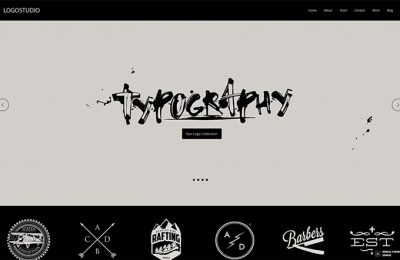 LOGOSTUDIO
Home About Team Contact Work Blog
TYPOGRAPHY
Our Logo Collection
A
C D
B
RAFTING
A D
Barbers
EST